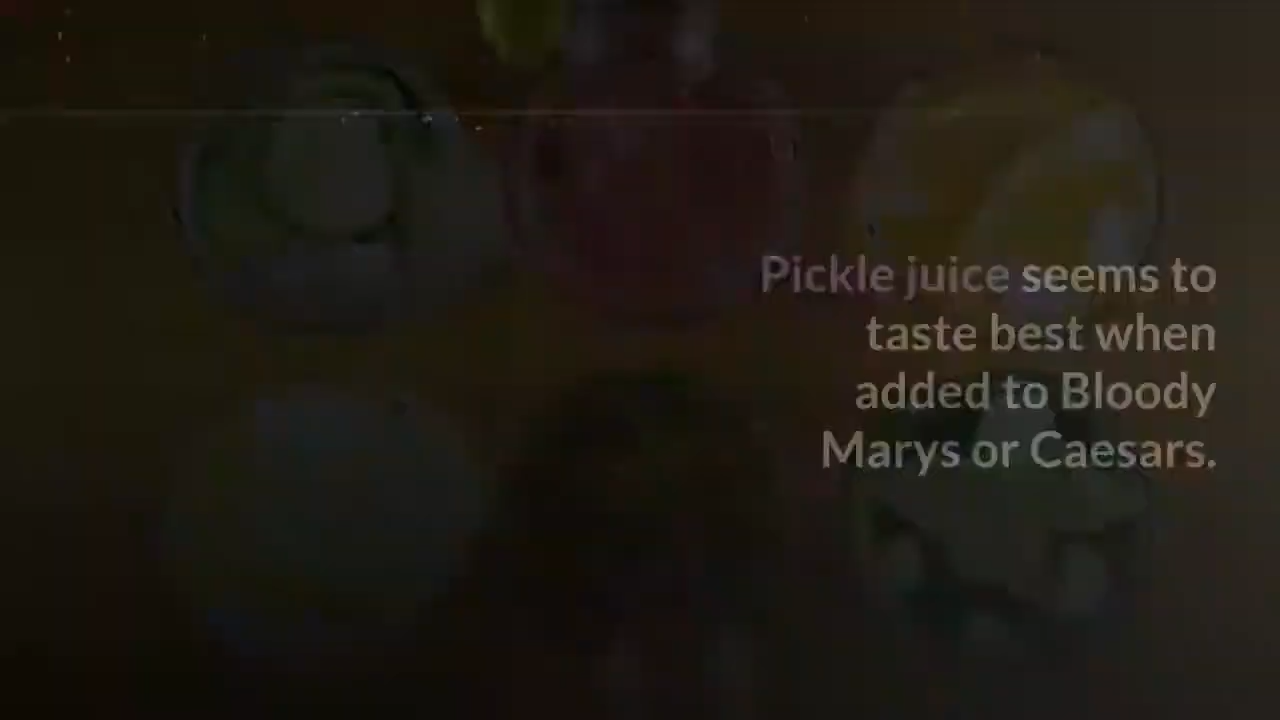 Pickle juice seems to
taste best when
added to Bloody
Marys or Caesars.